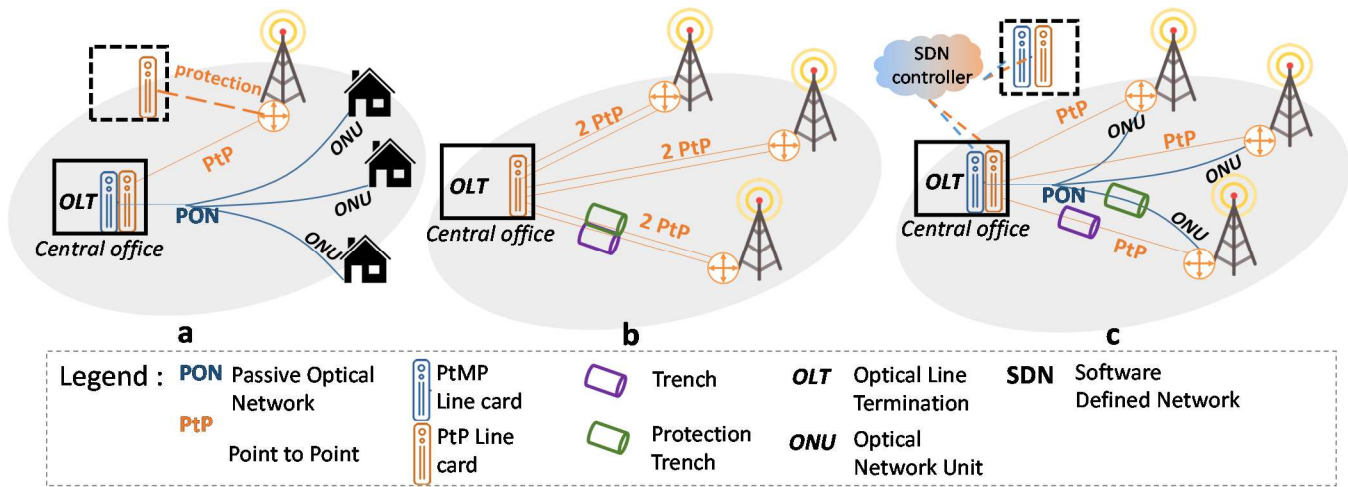 protection
PtP
OLT
PON
ONU
ONU
ONU
Central office
a
2 PtP
2 PtP
2 PtP
OLT
Central office
b
SDN
controller
PtP
ONU
PtP
ONU
OLT
PON
ONU
PtP
Central office
c
Legend :
PON Passive Optical
Network
PtP
Point to Point
PtMP
Line card
PtP Line
card
Trench
Protection
Trench
OLT Optical Line
Termination
ONU Optical
Network Unit
SDN Software
Defined Network